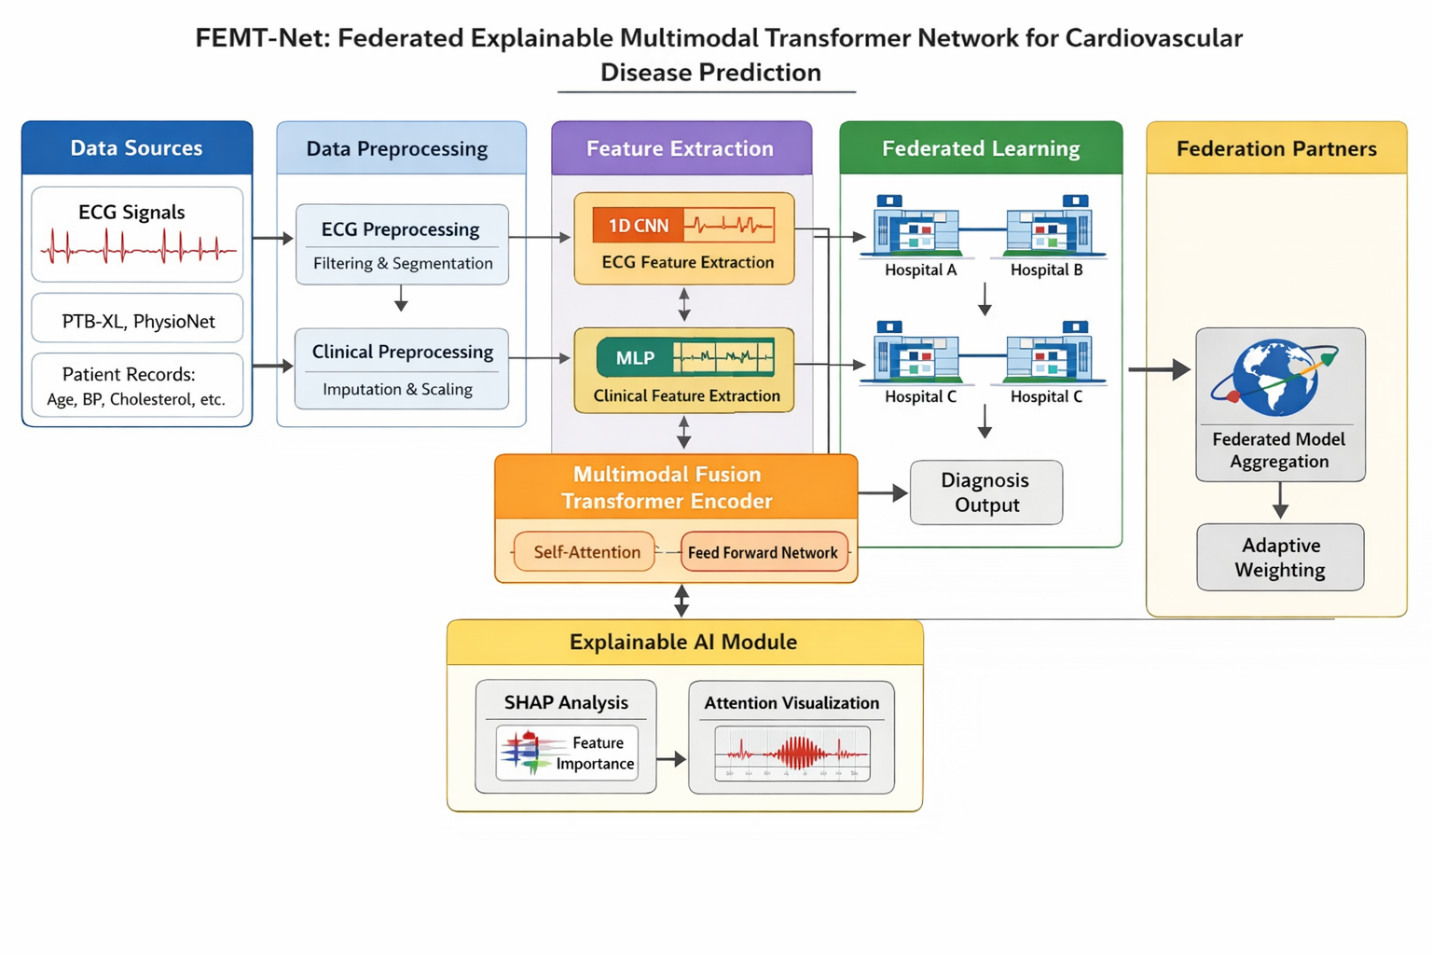 FEMT-Net: Federated Explainable Multimodal Transformer Network for Cardiovascular
Disease Prediction
Data Sources
ECG Signals
PTB-XL, PhysioNet
Patient Records:
Age, BP, Cholesterol, etc.
Data Preprocessing
ECG Preprocessing
Filtering & Segmentation
Clinical Preprocessing
Imputation & Scaling
Feature Extraction
1D CNN
ECG Feature Extraction
MLP
Clinical Feature Extraction
Multimodal Fusion
Transformer Encoder
Self-Attention
Feed Forward Network
Federated Learning
Hospital A
Hospital B
Hospital C
Hospital C
Diagnosis
Output
Federation Partners
Federated Model
Aggregation
Adaptive
Weighting
Explainable AI Module
SHAP Analysis
Feature
Importance
Attention Visualization